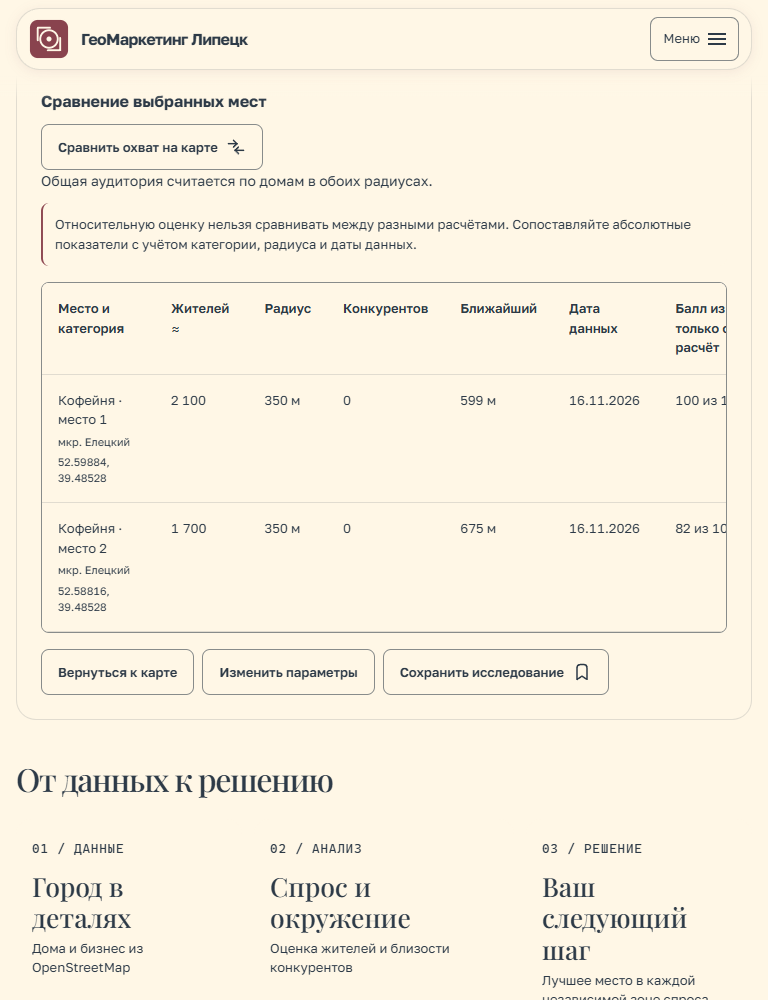 ГеоМаркетинг Липецк
Меню
Сравнение выбранных мест
Сравнить охват на карте
Общая аудитория считается по домам в обоих радиусах.
Относительную оценку нельзя сравнивать между разными расчётами. Сопоставляйте абсолютные
показатели с учётом категории, радиуса и даты данных.
Место и категория
Жителей ≈
Радиус
Конкурентов
Ближайший
Дата данных
Балл из
только
расчёт
Кофейня ·
место 1
мкр. Елецкий
52.59884,
39.48528
2 100
350 м
0
599 м
16.11.2026
100 из
Кофейня ·
место 2
мкр. Елецкий
52.58816,
39.48528
1 700
350 м
0
675 м
16.11.2026
82 из
Вернуться к карте
Изменить параметры
Сохранить исследование
От данных к решению
01 / ДАННЫЕ
Город в
деталях
Дома и бизнес из
OpenStreetMap
02 / АНАЛИЗ
Спрос и
окружение
Оценка жителей и близости
конкурентов
03 / РЕШЕНИЕ
Ваш
следующий
шаг
Лучшее место в каждой
независимой зоне спроса